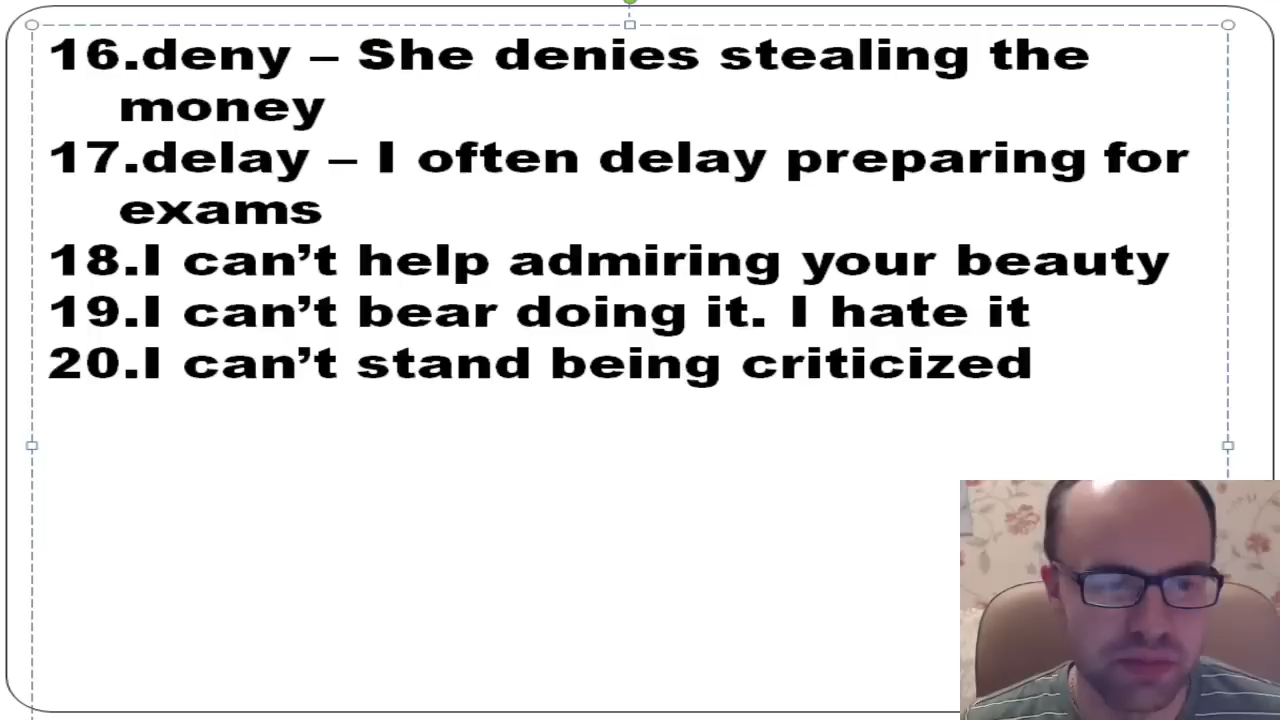 16.deny – She denies stealing the
money
17.delay – I often delay preparing for
exams
18.I can’t help admiring your beauty
19.I can’t bear doing it. I hate it
20.I can’t stand being criticized